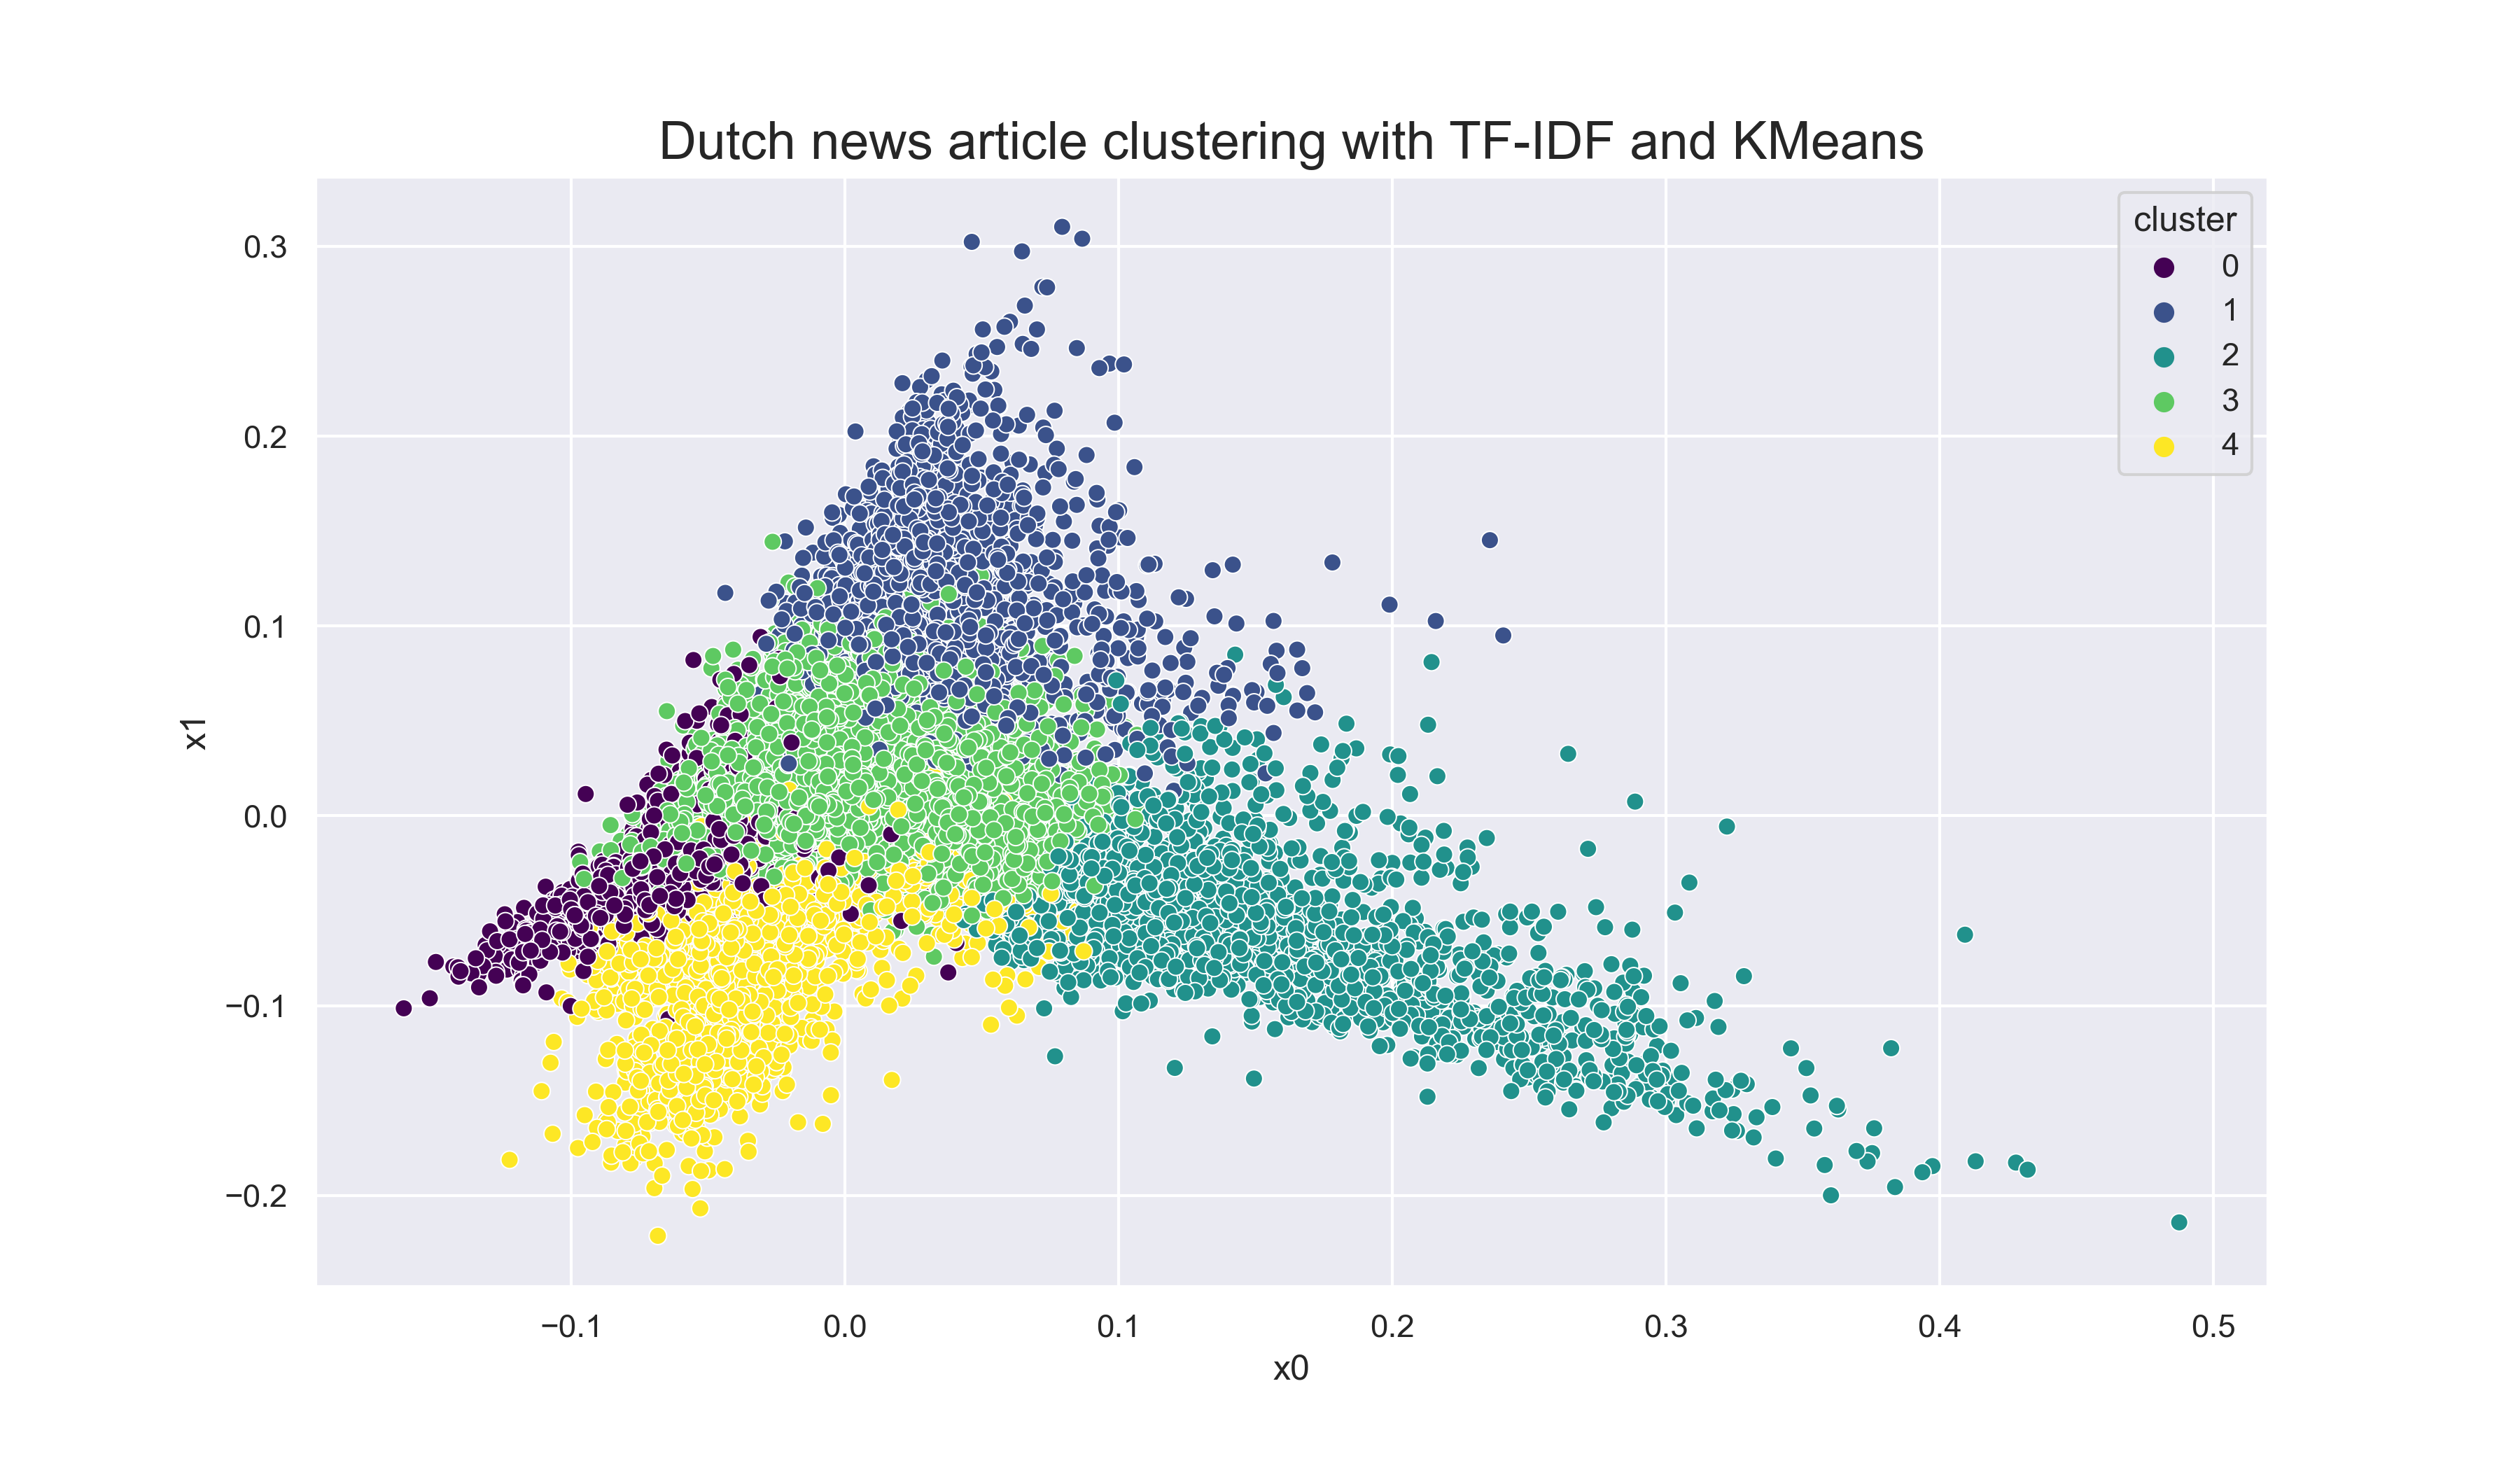 Dutch news article clustering with TF-IDF and KMeans
cluster
0
1
2
3
4
0.3
0.2
0.1
0.0
−0.1
−0.2
x1
−0.1 0.0 0.1 0.2 0.3 0.4 0.5
x0